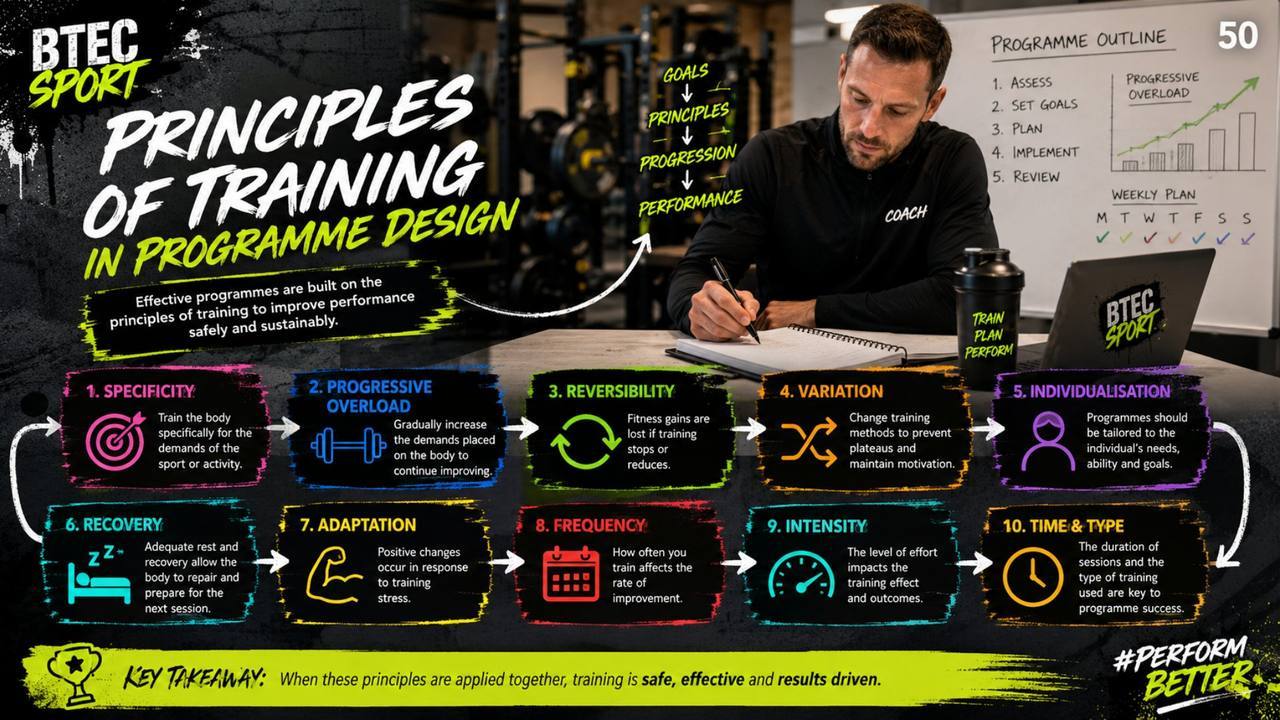 BTEC
SPORT
50
PRINCIPLES
OF TRAINING
IN PROGRAMME DESIGN
Effective programmes are built on the
principles of training to improve performance
safely and sustainably.
GOALS
PRINCIPLES
PROGRESSION
PERFORMANCE
COACH
PROGRAMME OUTLINE
1. ASSESS
2. SET GOALS
3. PLAN
4. IMPLEMENT
5. REVIEW
PROGRESSIVE
OVERLOAD
WEEKLY PLAN
M T W T F S S
TRAIN
PLAN
PERFORM
BTEC
SPORT
1. SPECIFICITY
Train the body
specifically for the
demands of the
sport or activity.
2. PROGRESSIVE
OVERLOAD
Gradually increase
the demands placed
on the body to
continue improving.
3. REVERSIBILITY
Fitness gains are
lost if training
stops or
reduces.
4. VARIATION
Change training
methods to prevent
plateaus and
maintain motivation.
5. INDIVIDUALISATION
Programmes should
be tailored to the
individual's needs,
ability and goals.
6. RECOVERY
Z Z Z
Adequate rest and
recovery allow the
body to repair and
prepare for the
next session.
7. ADAPTATION
Positive changes
occur in response
to training
stress.
8. FREQUENCY
How often you
train affects the
rate of
improvement.
9. INTENSITY
The level of effort
impacts the
training effect
and outcomes.
10. TIME & TYPE
The duration of
sessions and the
type of training
used are key to
programme success.
KEY TAKEAWAY: When these principles are applied together, training is safe, effective and results driven.
#PERFORM
BETTER